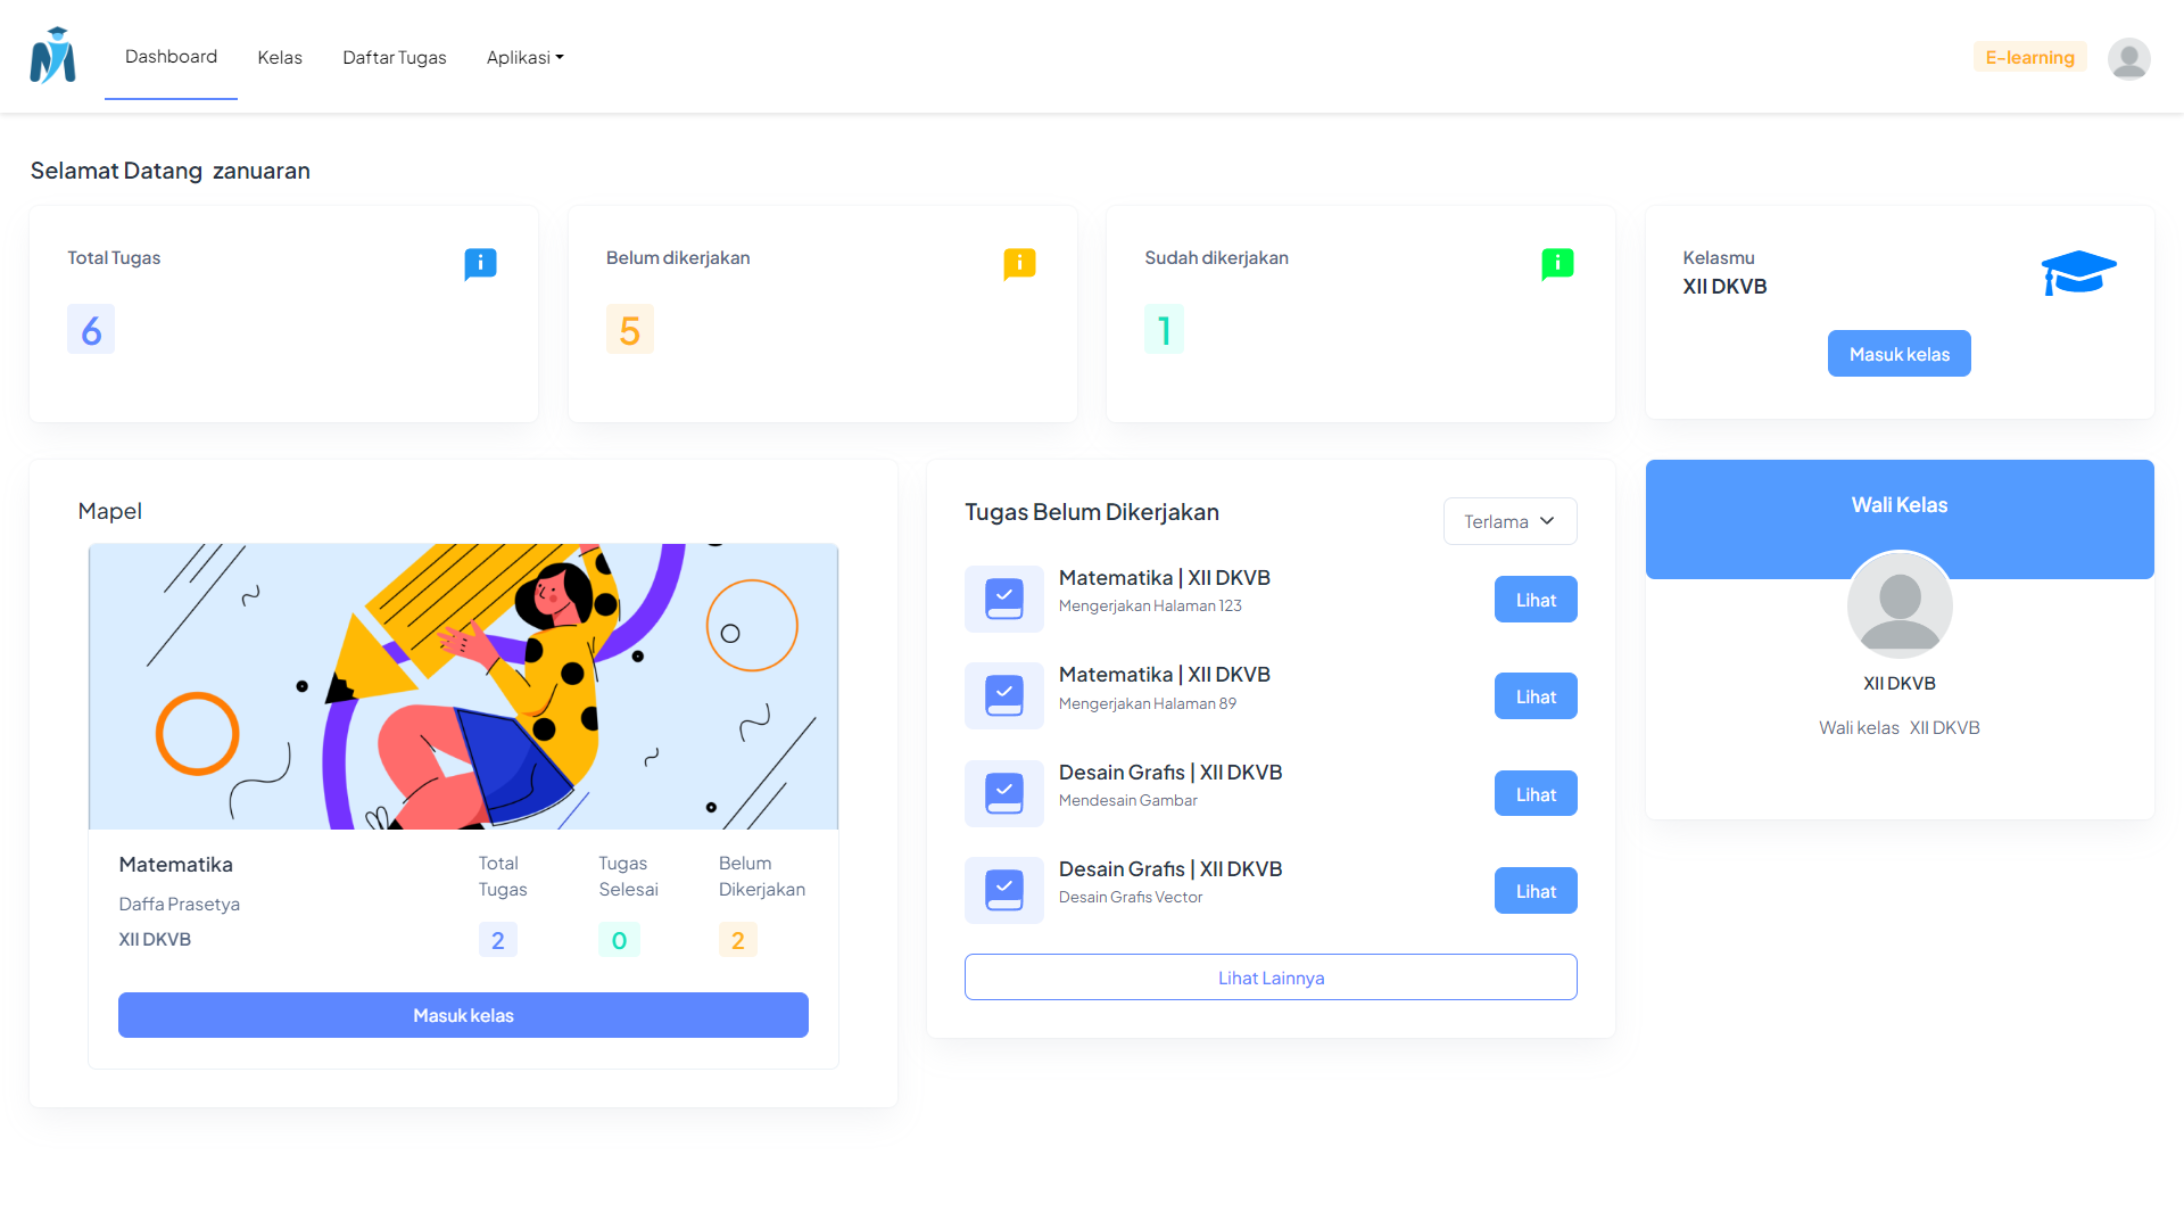 Dashboard
Kelas
Daftar Tugas
Aplikasi
E-learning
Selamat Datang zanuaran
Total Tugas
6
Belum dikerjakan
5
Sudah dikerjakan
1
Kelasmu
XII DKVB
Masuk kelas
Mapel
Matematika
Daffa Prasetya
XII DKVB
Total
Tugas
2
Tugas
Selesai
0
Belum
Dikerjakan
2
Masuk kelas
Tugas Belum Dikerjakan
Terlama
Matematika | XII DKVB
Mengerjakan Halaman 123
Lihat
Matematika | XII DKVB
Mengerjakan Halaman 89
Lihat
Desain Grafis | XII DKVB
Mendesain Gambar
Lihat
Desain Grafis | XII DKVB
Desain Grafis Vector
Lihat
Lihat Lainnya
Wali Kelas
XII DKVB
Wali kelas XII DKVB